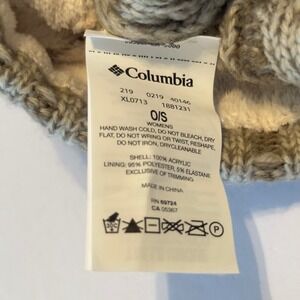 Columbia
219 0219 40146
XL0713 1881231
O/S
WOMENS
HAND WASH COLD, DO NOT BLEACH, DRY
FLAT, DO NOT WRING OR TWIST, RESHAPE,
DO NOT IRON, DRYCLEANABLE
SHELL: 100% ACRYLIC
LINING: 95% POLYESTER, 5% ELASTANE
EXCLUSIVE OF TRIMMING
MADE IN CHINA
RN 69724
CA 05367
30C P